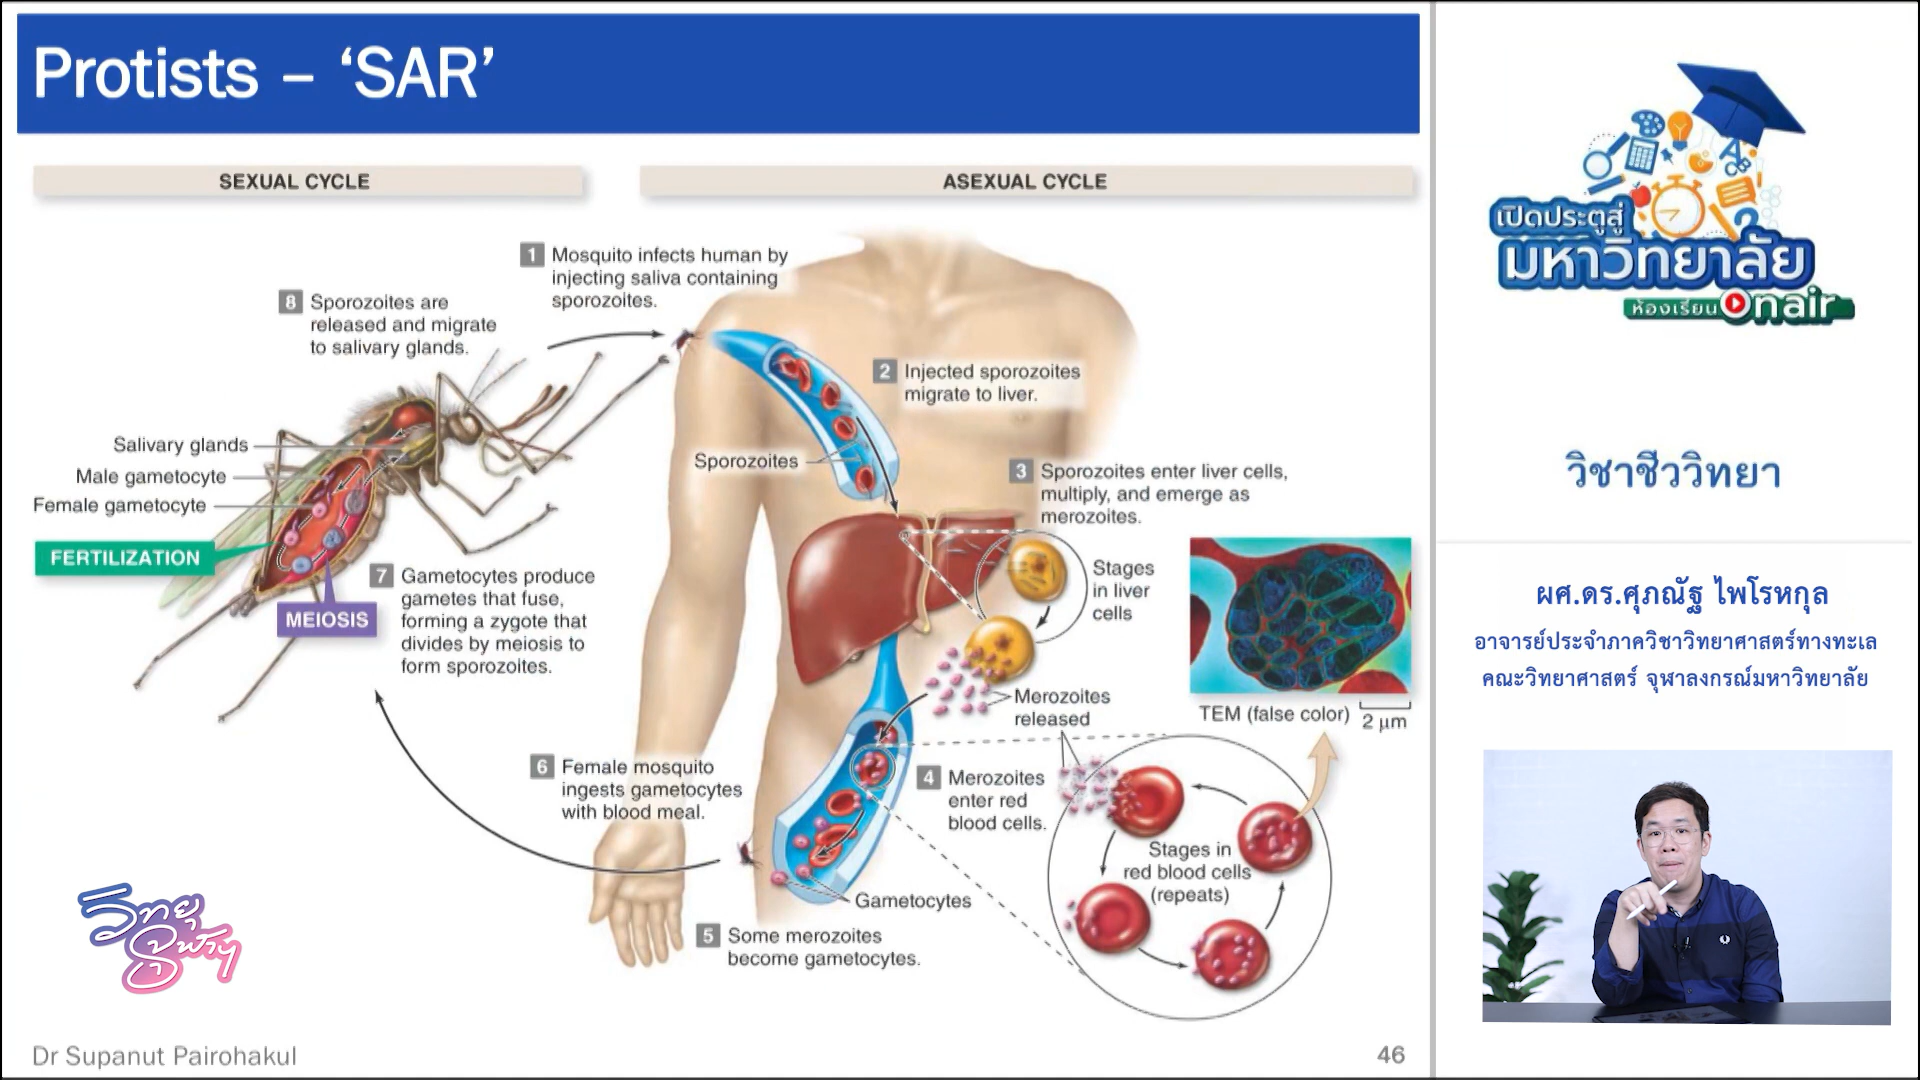 Protists – ‘SAR’
SEXUAL CYCLE
ASEXUAL CYCLE
1 Mosquito infects human by
injecting saliva containing
sporozoites.
8 Sporozoites are
released and migrate
to salivary glands.
2 Injected sporozoites
migrate to liver.
Salivary glands
Male gametocyte
Female gametocyte
Sporozoites
3 Sporozoites enter liver cells,
multiply, and emerge as
merozoites.
FERTILIZATION
MEIOSIS
7 Gametocytes produce
gametes that fuse,
forming a zygote that
divides by meiosis to
form sporozoites.
Stages
in liver
cells
Merozoites
released
TEM (false color)
2 µm
6 Female mosquito
ingests gametocytes
with blood meal.
4 Merozoites
enter red
blood cells.
Stages in
red blood cells
(repeats)
Gametocytes
5 Some merozoites
become gametocytes.
วิทยุ
จุฬาฯ
Dr Supanut Pairohakul
46
เปิดประตูสู่
มหาวิทยาลัย
ห้องเรียน Onair
วิชาชีววิทยา
ผศ.ดร.ศุภณัฐ ไพโรหกุล
อาจารย์ประจำภาควิชาวิทยาศาสตร์ทางทะเล
คณะวิทยาศาสตร์ จุฬาลงกรณ์มหาวิทยาลัย